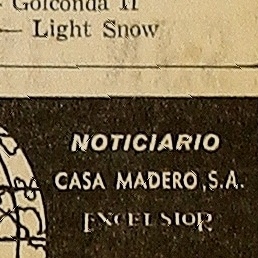 - Golconda II
— Light Snow
NOTICIARIO
CASA MADERO, S.A.
EXCELSIOR